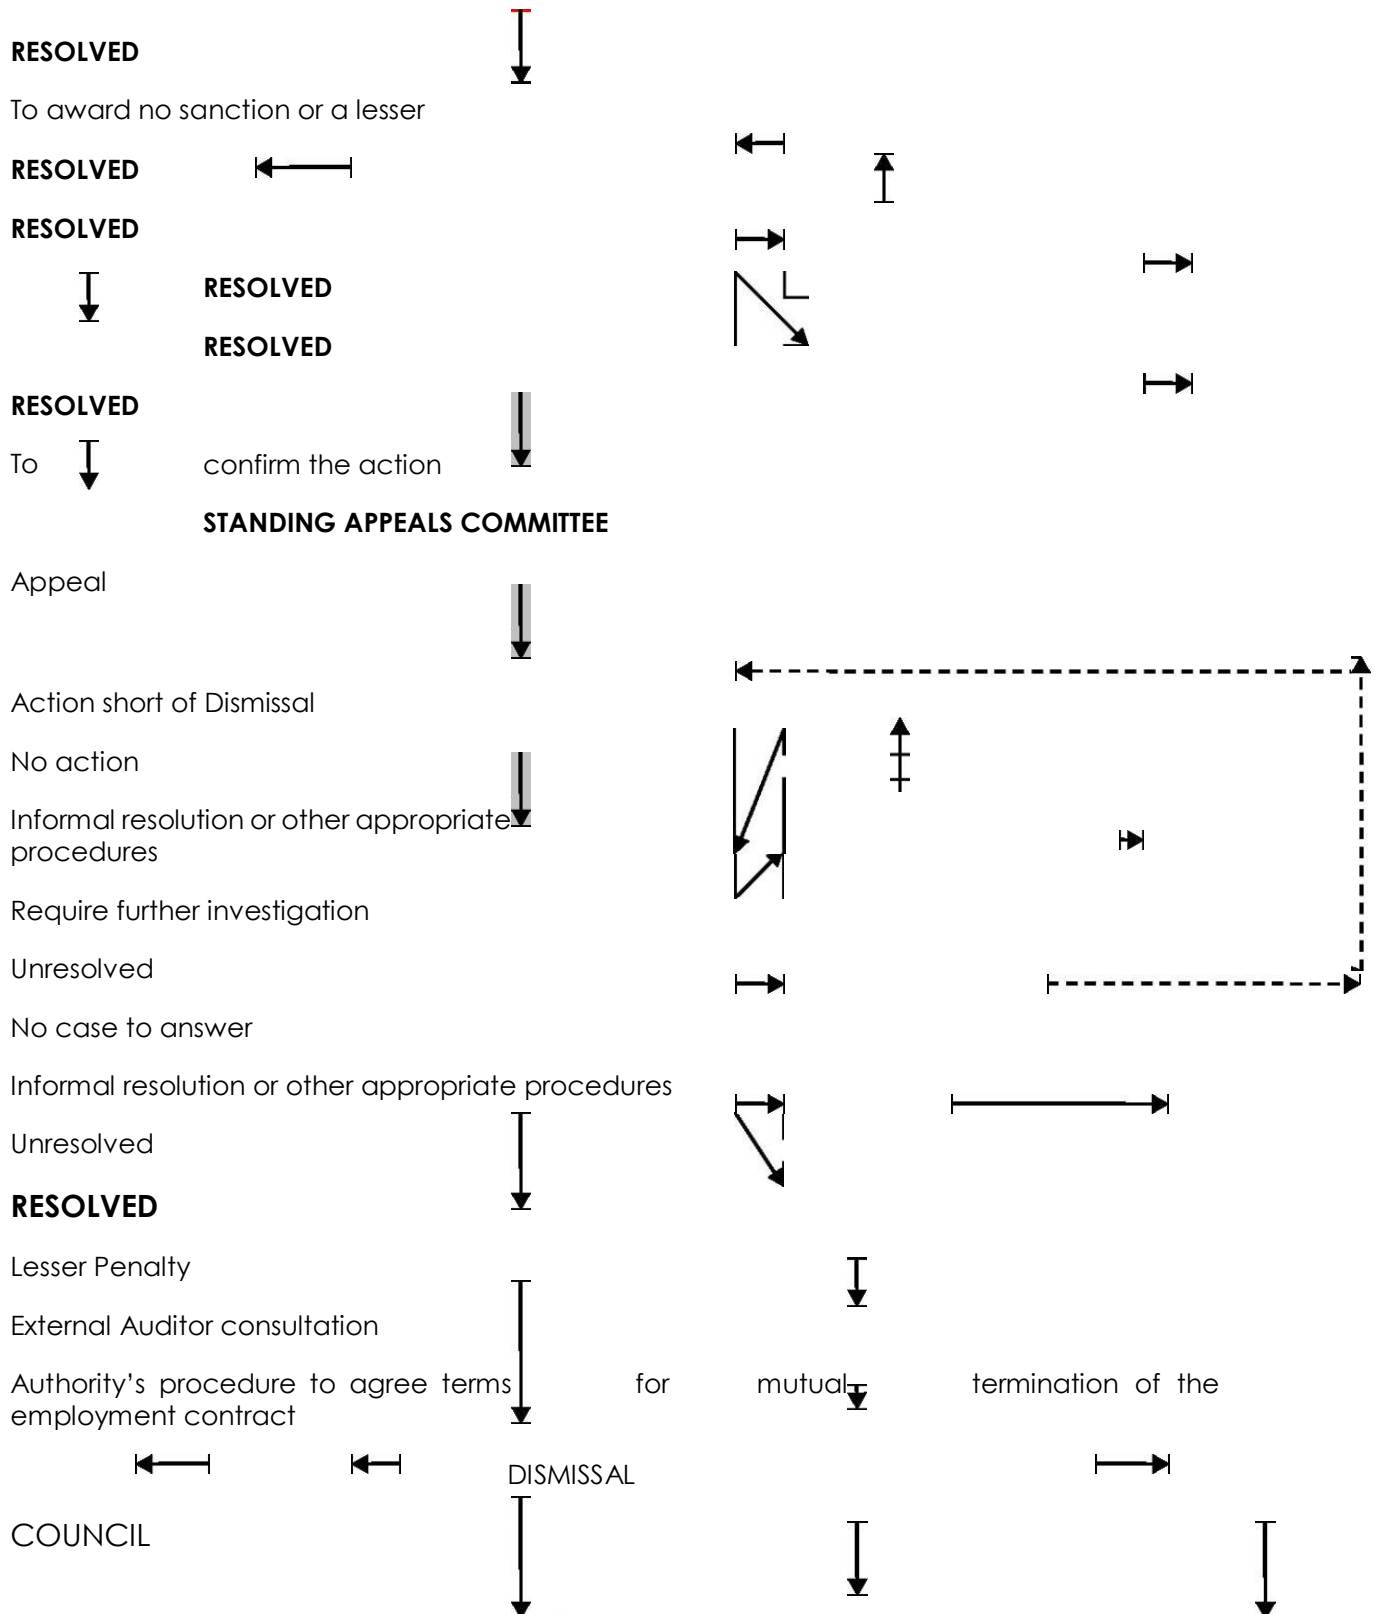 RESOLVED
To award no sanction or a lesser
RESOLVED
RESOLVED
RESOLVED
RESOLVED
RESOLVED
To confirm the action
STANDING APPEALS COMMITTEE
Appeal
Action short of Dismissal
No action
Informal resolution or other appropriate
procedures
Require further investigation
Unresolved
No case to answer
Informal resolution or other appropriate procedures
Unresolved
RESOLVED
Lesser Penalty
External Auditor consultation
Authority’s procedure to agree terms for mutual termination of the
employment contract
DISMISSAL
COUNCIL